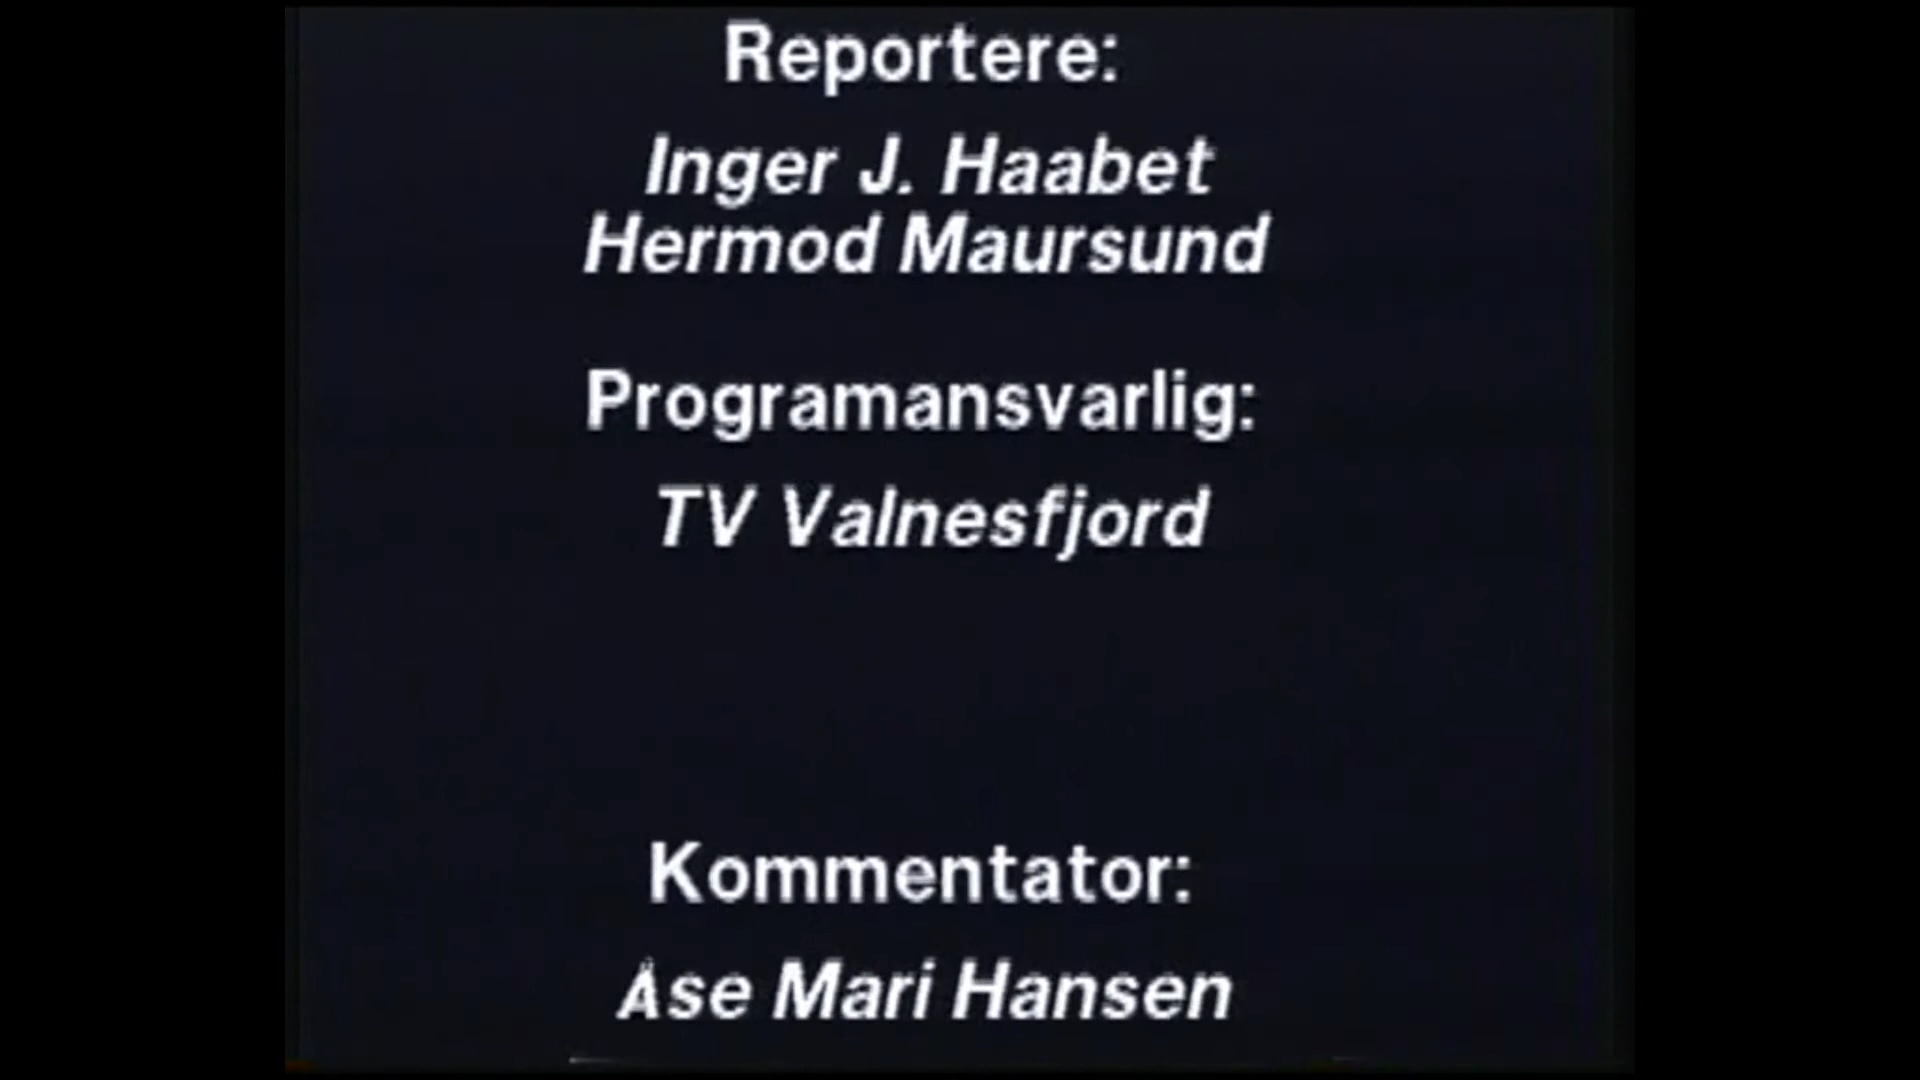 Reportere:
Inger J. Haabet
Hermod Maursund
Programansvarlig:
TV Valnesfjord
Kommentator:
Åse Mari Hansen